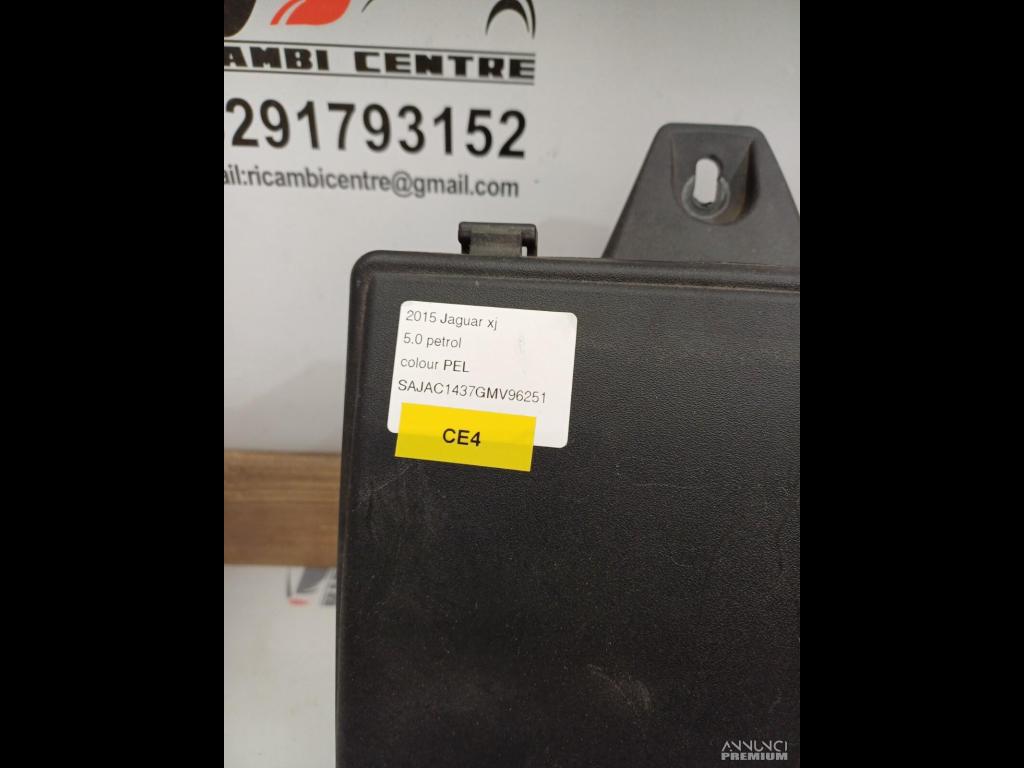 AMBI CENTRE
291793152
ail:ricambicentre@gmail.com
2015 Jaguar xj
5.0 petrol
colour PEL
SAJAC1437GMV96251
CE4
ANNUNCI
PREMIUM